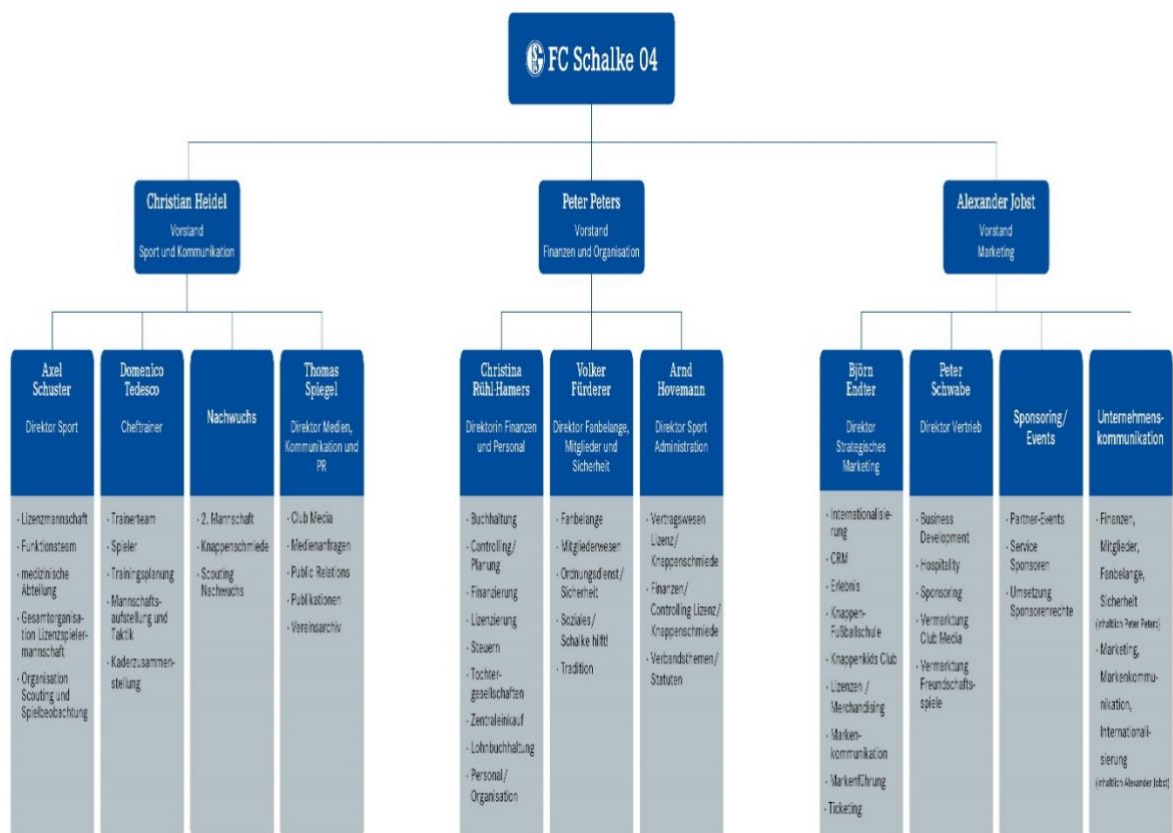 FC Schalke 04
Christian Heidel
Vorstand
Sport und Kommunikation
Peter Peters
Vorstand
Finanzen und Organisation
Alexander Jobst
Vorstand
Marketing
Axel
Schuster
Direktor Sport
- Lizenzmannschaft
- Funktionsteam
- medizinische
Abteilung
- Gesamtorganisa-
tion Lizenzspieler-
mannschaft
- Organisation
Scouting und
Spielbeobachtung
Domenico
Tedesco
Cheftrainer
- Trainerteam
- Spieler
- Trainingsplanung
- Mannschafts-
aufstellung und
Taktik
- Kaderzusammen-
stellung
Nachwuchs
- 2. Mannschaft
- Knappenschmiede
- Scouting
Nachwuchs
Thomas
Spiegel
Direktor Medien,
Kommunikation und
PR
- Club Media
- Medienanfragen
- Public Relations
- Publikationen
- Vereinsarchiv
Christina
Rühl-Hamers
Direktorin Finanzen
und Personal
- Buchhaltung
- Controlling/
Planung
- Finanzierung
- Lizenzierung
- Steuern
- Tochter-
gesellschaften
- Zentraleinkauf
- Lohnbuchhaltung
- Personal/
Organisation
Volker
Fürderer
Direktor Fanbelange,
Mitglieder und
Sicherheit
- Fanbelange
- Mitgliederwesen
- Ordnungsdienst/
Sicherheit
- Soziales/
Schalke hilft!
- Tradition
Arnd
Hovemann
Direktor Sport
Administration
- Vertragswesen
Lizenz/
Knappenschmiede
- Finanzen/
Controlling Lizenz/
Knappenschmiede
- Verbandsthemen/
Statuten
Björn
Endter
Direktor
Strategisches
Marketing
- Internationalisie-
rung
- CRM
- Erlebnis
- Knappen-
Fußballschule
- Knappenkids Club
- Lizenzen /
Merchandising
- Marken-
kommunikation
- Markenführung
- Ticketing
Peter
Schwabe
Direktor Vertrieb
- Business
Development
- Hospitality
- Sponsoring
- Vermarktung
Club Media
- Vermarktung
Freundschafts-
spiele
Sponsoring/
Events
- Partner-Events
- Service
Sponsoren
- Umsetzung
Sponsorenrechte
Unternehmens-
kommunikation
- Finanzen,
Mitglieder,
Fanbelange,
Sicherheit
(inhaltlich Peter Peters)
- Marketing,
Markenkommu-
nikation,
Internationali-
sierung
(inhaltlich Alexander Jobst)